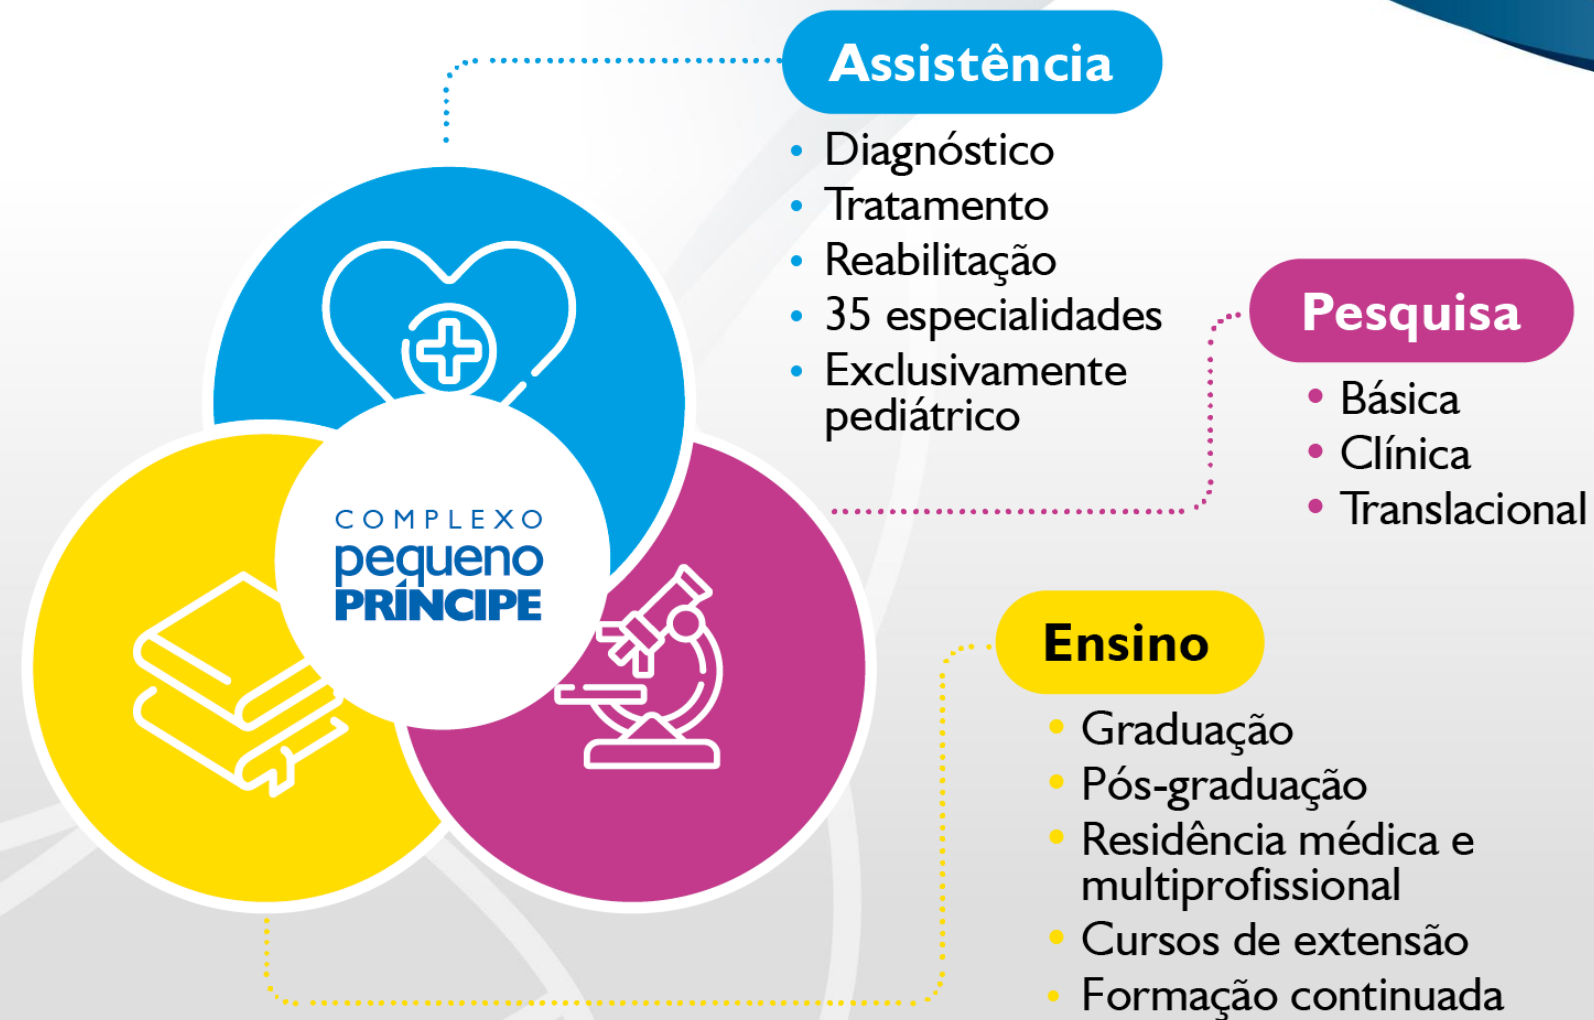 Assistência
• Diagnóstico
• Tratamento
• Reabilitação
• 35 especialidades
• Exclusivamente
pediátrico
Pesquisa
• Básica
• Clínica
• Translacional
COMPLEXO
pequeno
PRÍNCIPE
Ensino
• Graduação
• Pós-graduação
• Residência médica e
multiprofissional
• Cursos de extensão
• Formação continuada